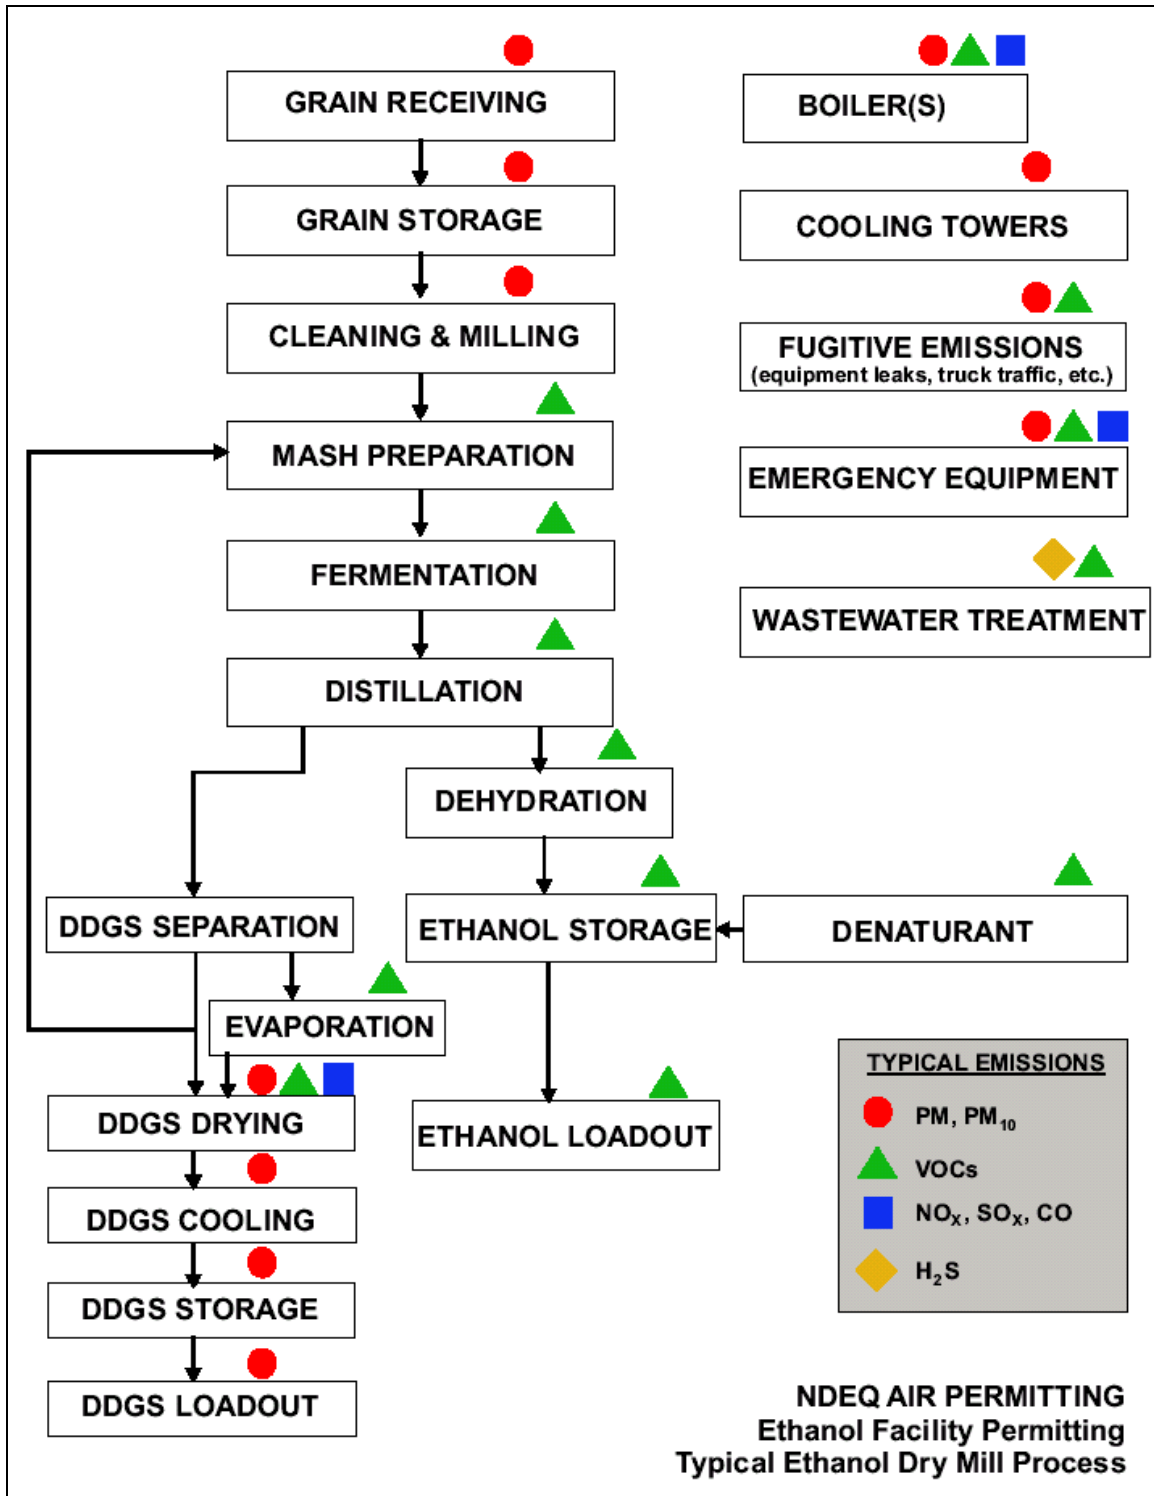 GRAIN RECEIVING
GRAIN STORAGE
CLEANING & MILLING
MASH PREPARATION
FERMENTATION
DISTILLATION
DEHYDRATION
DDGS SEPARATION
ETHANOL STORAGE
DENATURANT
EVAPORATION
DDGS DRYING
ETHANOL LOADOUT
DDGS COOLING
DDGS STORAGE
DDGS LOADOUT
BOILER(S)
COOLING TOWERS
FUGITIVE EMISSIONS
(equipment leaks, truck traffic, etc.)
EMERGENCY EQUIPMENT
WASTEWATER TREATMENT
TYPICAL EMISSIONS
PM, PM₁₀
VOCs
NOₓ, SOₓ, CO
H₂S
NDEQ AIR PERMITTING
Ethanol Facility Permitting
Typical Ethanol Dry Mill Process